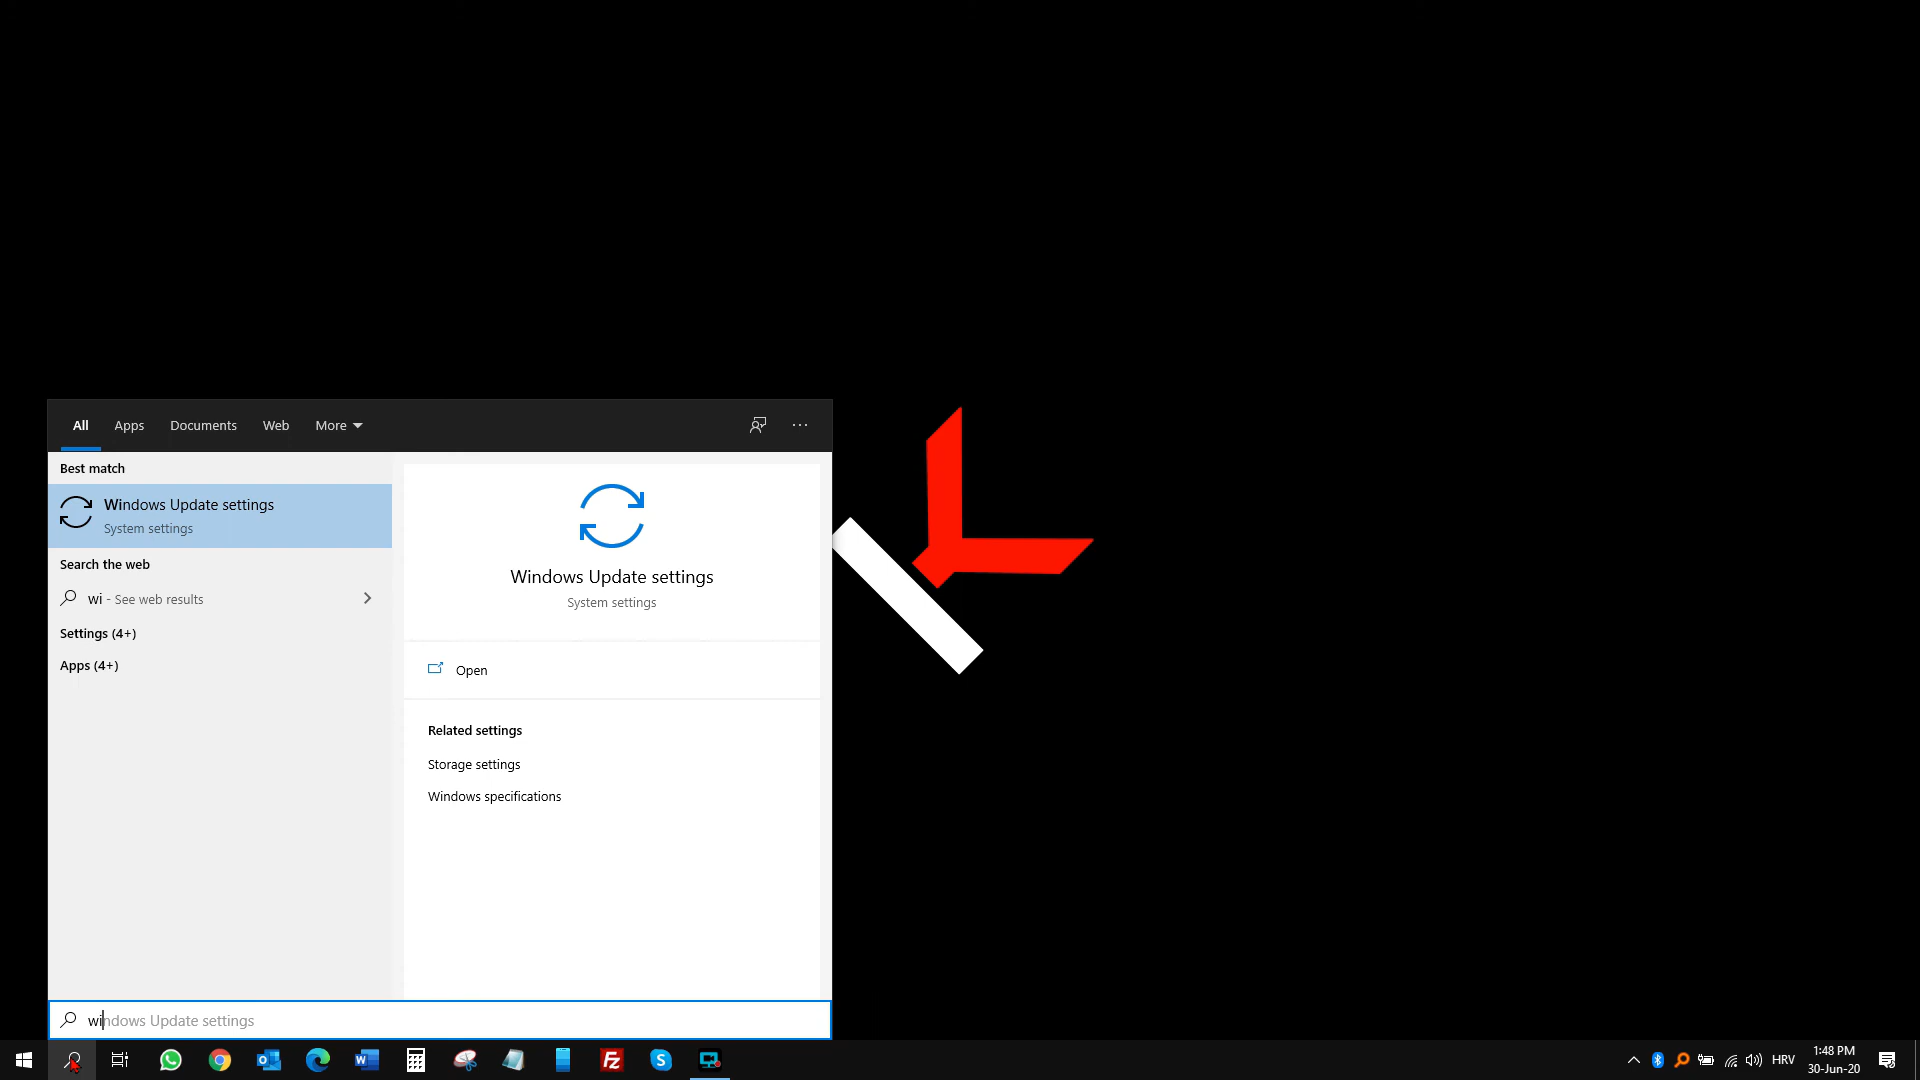 All Apps Documents Web More
Best match
Windows Update settings
System settings
Search the web
wi - See web results
Settings (4+)
Apps (4+)
Windows Update settings
System settings
Open
Related settings
Storage settings
Windows specifications
windows Update settings
HRV
1:48 PM
30-Jun-20